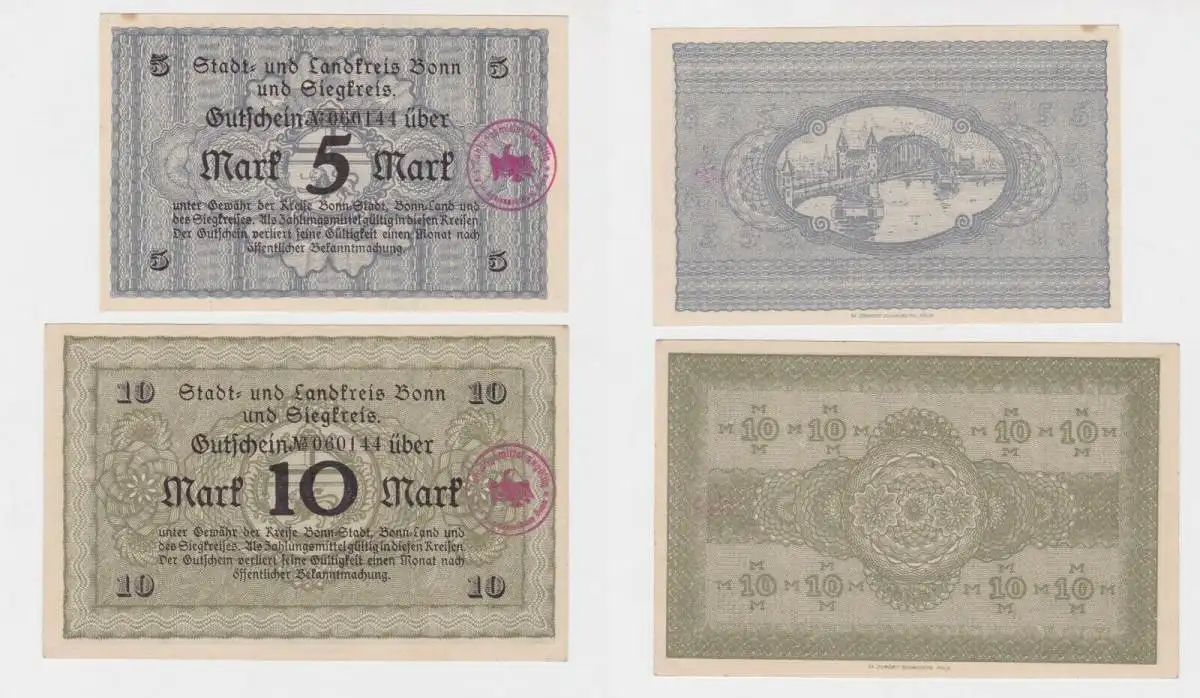 5 5
Stadt- und Landkreis Bonn
und Siegkreis.
Gutschein № 060144 über
Mark 5 Mark
unter Gewähr der Kreise Bonn-Stadt, Bonn-Land und
des Siegkreises. Als Zahlungsmittel gültig in diesen Kreisen.
Der Gutschein verliert seine Gültigkeit einen Monat nach
öffentlicher Bekanntmachung.
5 5
10 10
Stadt- und Landkreis Bonn
und Siegkreis.
Gutschein № 060144 über
Mark 10 Mark
unter Gewähr der Kreise Bonn-Stadt, Bonn-Land und
des Siegkreises. Als Zahlungsmittel gültig in diesen Kreisen.
Der Gutschein verliert seine Gültigkeit einen Monat nach
öffentlicher Bekanntmachung.
10 10
M M M M
M 10 M 10 M M 10 M 10 M
M 10 M 10 M M 10 M 10 M
M M M M